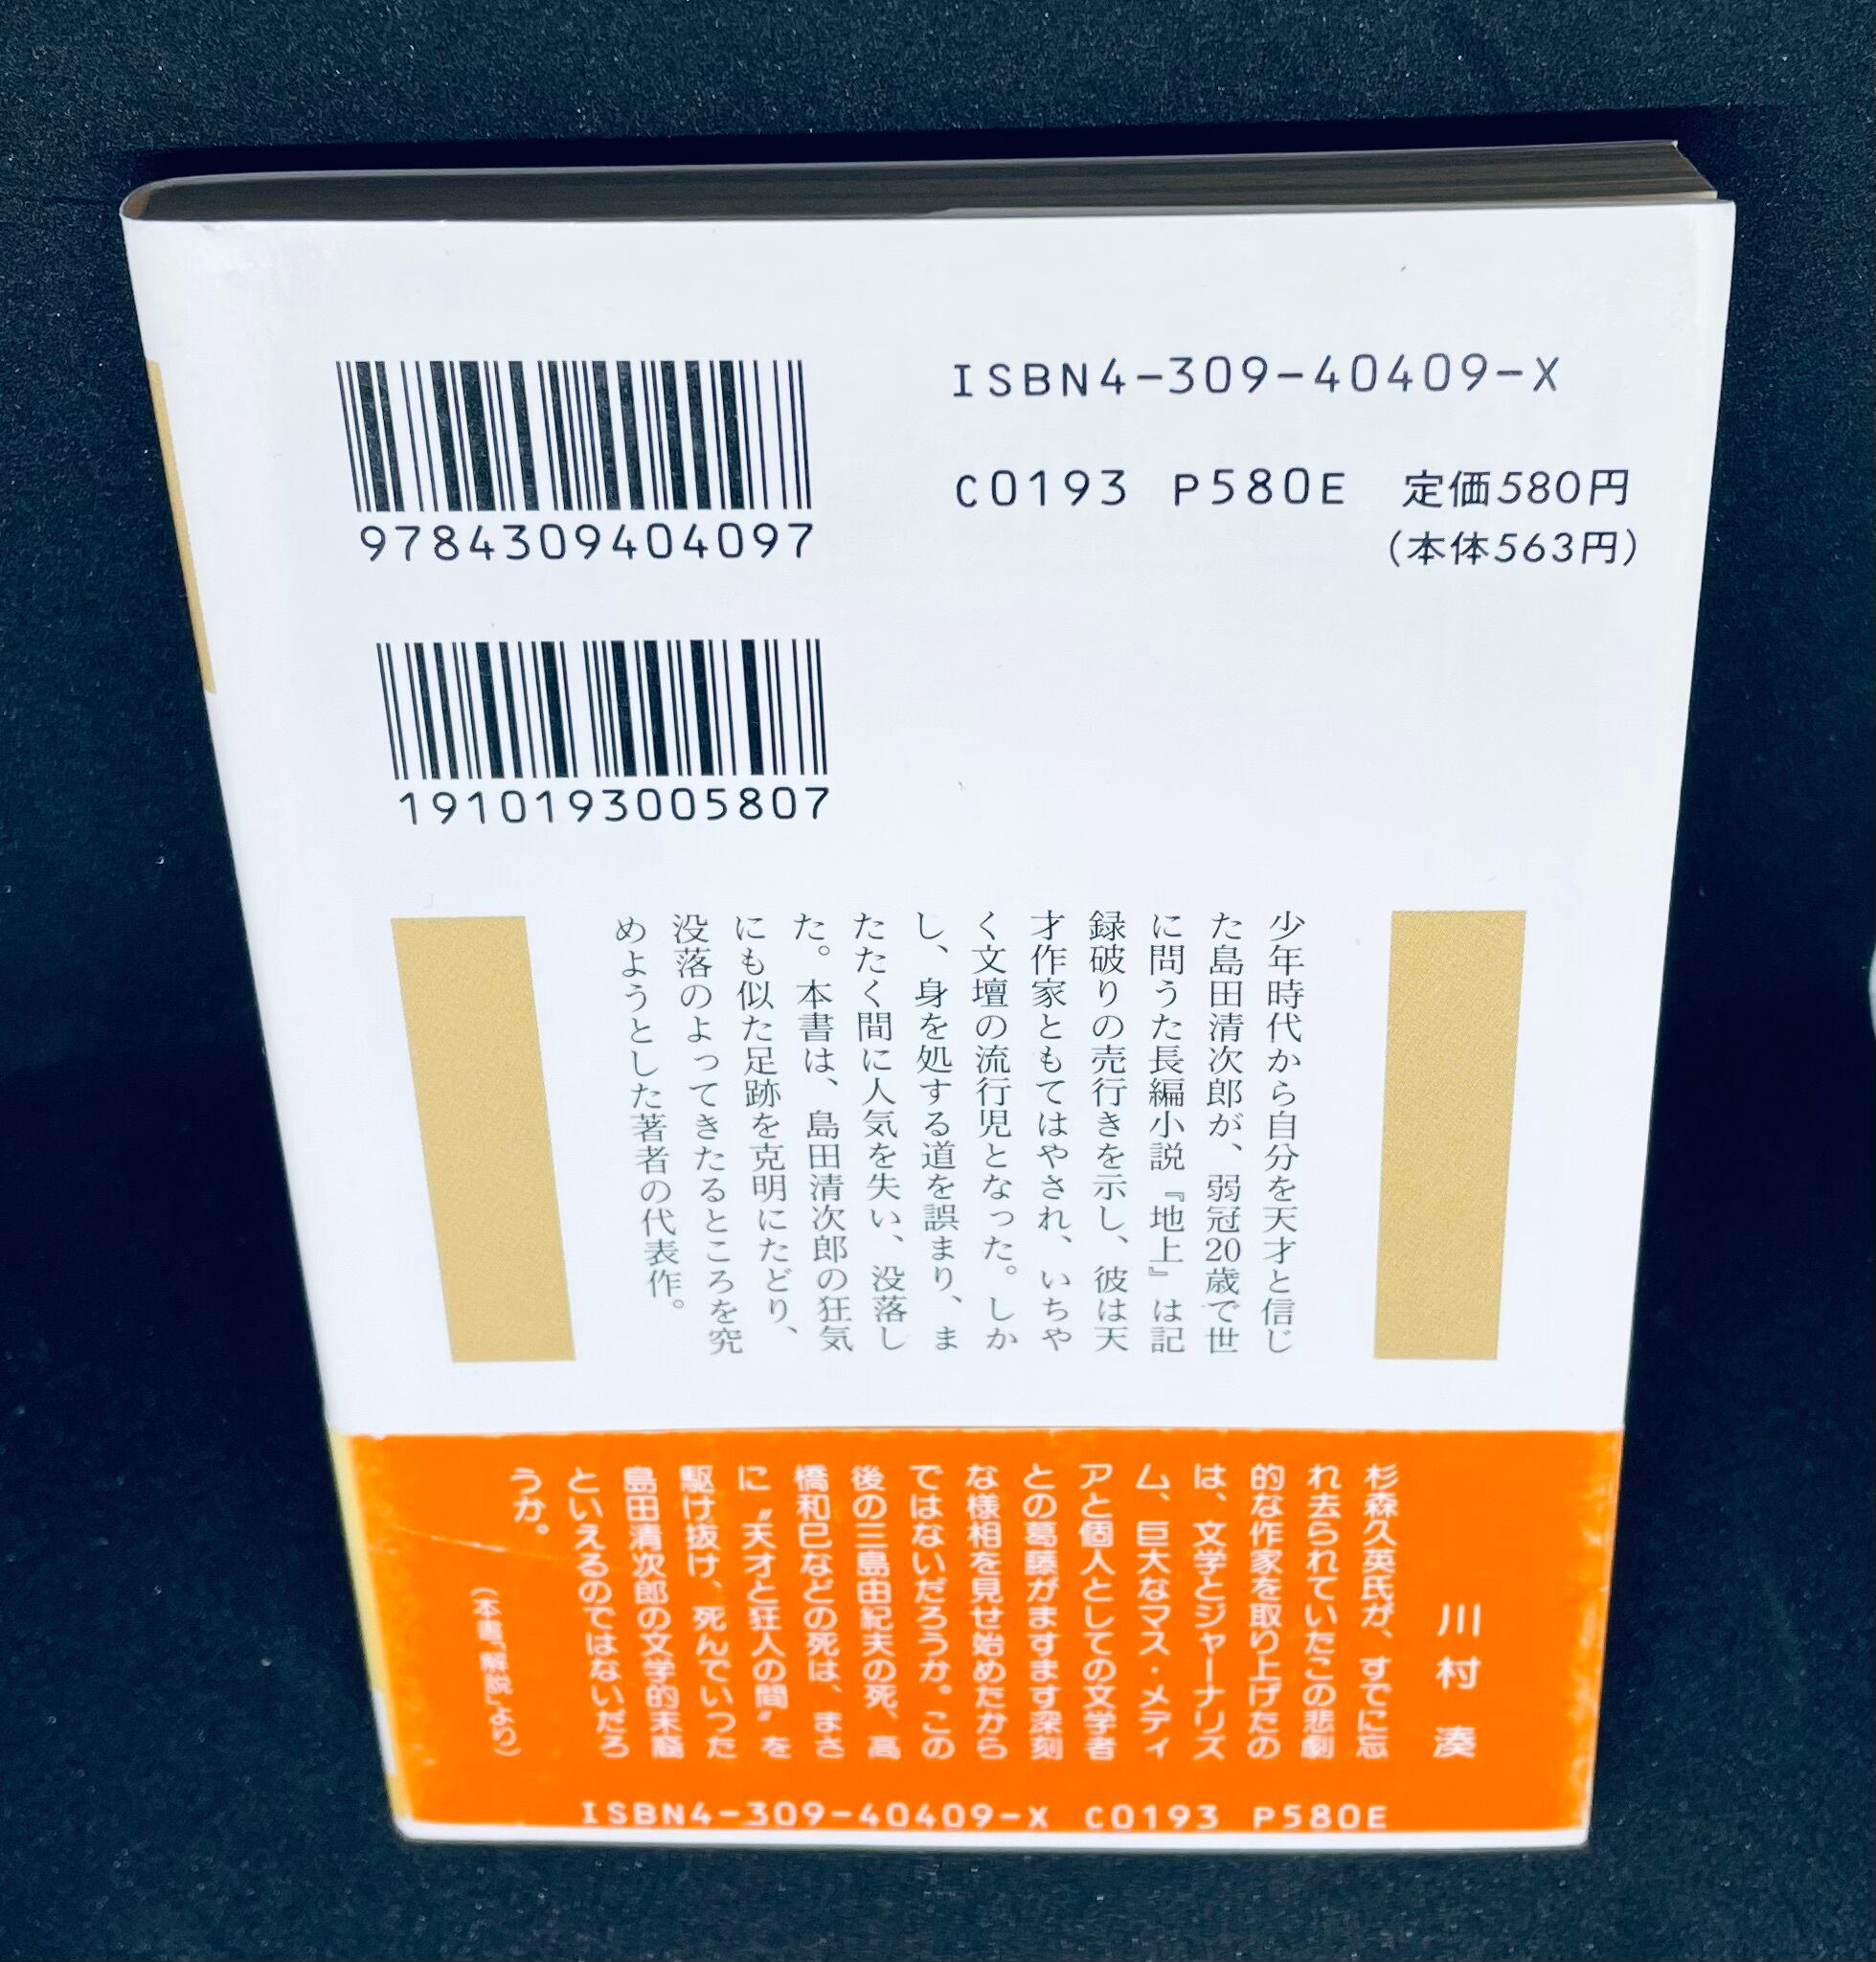 ISBN4-309-40409-X
C0193 P580E 定価580円
(本体563円)
9784309404097
1910193005807
少年時代から自分を天才と信じ
た島田清次郎が、弱冠20歳で世
に問うた長編小説『地上』は記
録破りの売行きを示し、彼は天
才作家ともてはやされ、いちや
く文壇の流行児となった。しか
し、身を処する道を誤まり、ま
たたく間に人気を失い、没落し
た。本書は、島田清次郎の狂気
にも似た足跡を克明にたどり、
没落のよってきたるところを究
めようとした著者の代表作。
川村 湊
杉森久英氏が、すでに忘
れ去られていたこの悲劇
的な作家を取り上げたの
は、文学とジャーナリズ
ム、巨大なマス・メディ
アと個人としての文学者
との葛藤がますます深刻
な様相を見せ始めたから
ではないだろうか。この
後の三島由紀夫の死、高
橋和巳などの死は、まさ
に〝天才と狂人の間〟を
駆け抜け、死んでいった
島田清次郎の文学的末裔
といえるのではないだろ
うか。
(本書「解説」より)
ISBN4-309-40409-X C0193 P580E